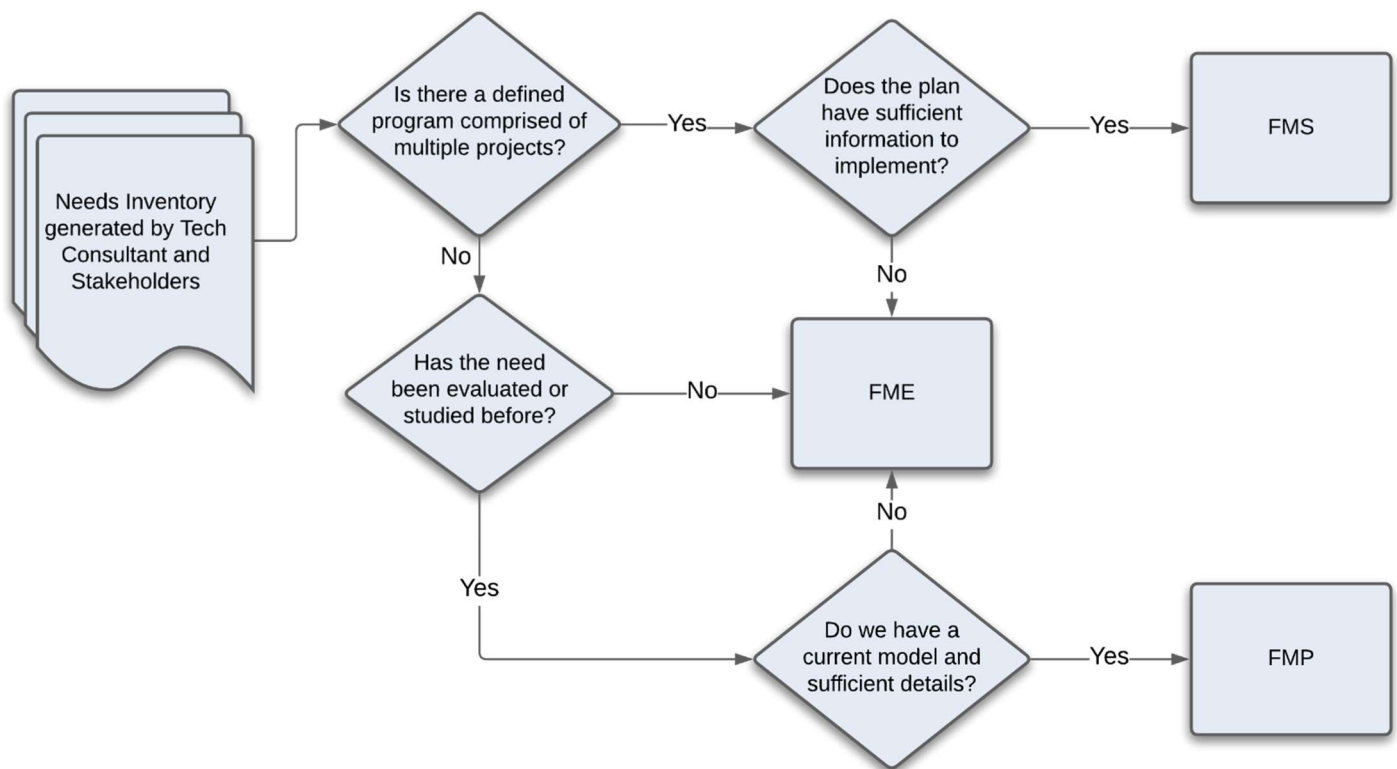 Needs Inventory
generated by Tech
Consultant and
Stakeholders
Is there a defined
program comprised of
multiple projects?
Yes
Does the plan
have sufficient
information to
implement?
Yes
FMS
No
No
Has the need
been evaluated or
studied before?
No
FME
No
Yes
Do we have a
current model and
sufficient details?
Yes
FMP